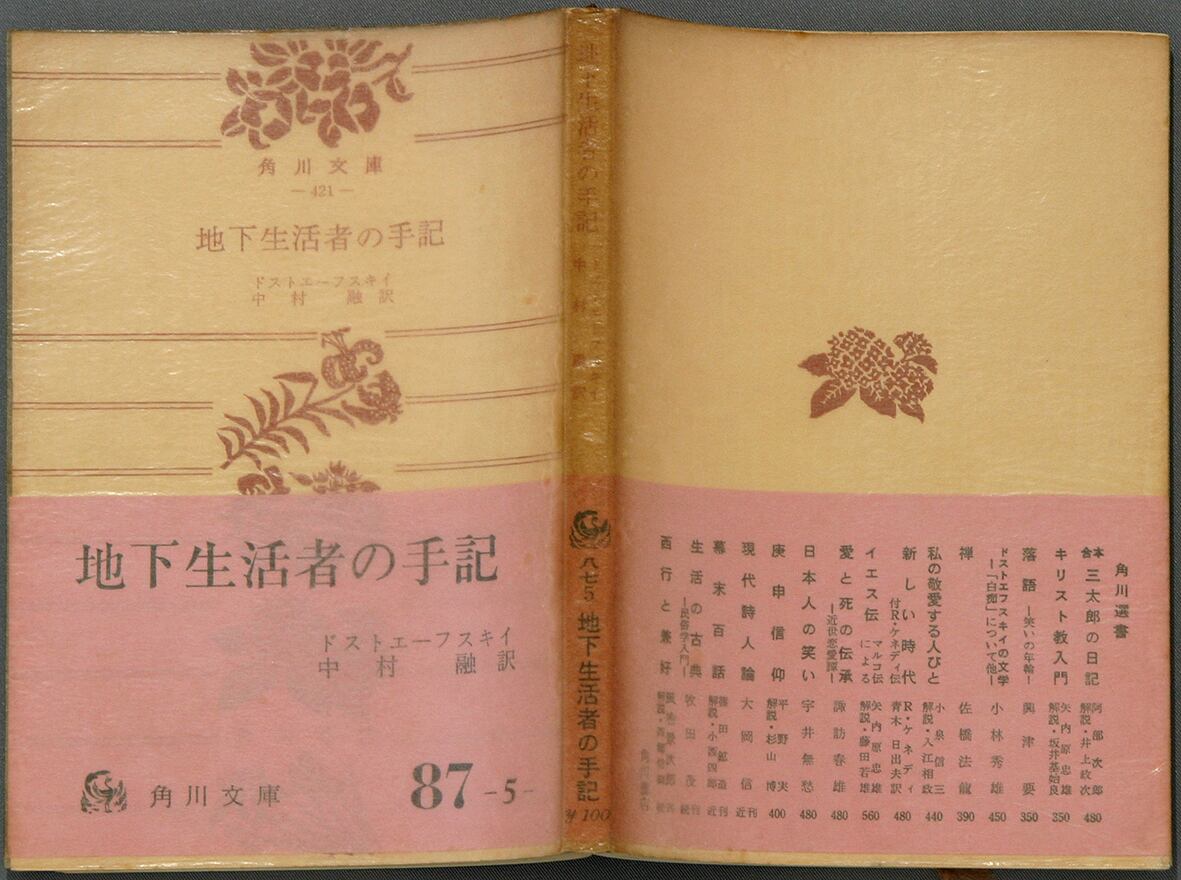 角川文庫
—421—
地下生活者の手記
ドストエーフスキイ
中村 融 訳
地下生活者の手記
ドストエーフスキイ
中村 融 訳
角川文庫
87-5-
地下生活者の手記
八七5 地下生活者の手記
¥100
角川選書
合本 三太郎の日記 阿部次郎 解説・井上政次 480
キリスト教入門 矢内原忠雄 解説・坂井基始良 350
落語 —笑いの年輪— 興津要 350
ドストエフスキイの文学 —「白痴」について他— 小林秀雄 450
禅 佐橋法龍 390
私の敬愛する人びと 小泉信三 解説・入江相政 440
新しい時代 付R・ケネディ伝 R・ケネディ 青木日出夫訳 480
イエス伝 マルコ伝による 矢内原忠雄 解説・藤田若雄 560
愛と死の伝承 —近世恋愛譚— 諏訪春雄 480
日本人の笑い 宇井無愁 480
庚申信仰 平野実 解説・杉山博 400
現代詩人論 大岡信 近刊
幕末百話 篠田鉱造 解説・小西四郎 近刊
生活の古典 —民俗学入門— 牧田茂 続刊
西行と兼好